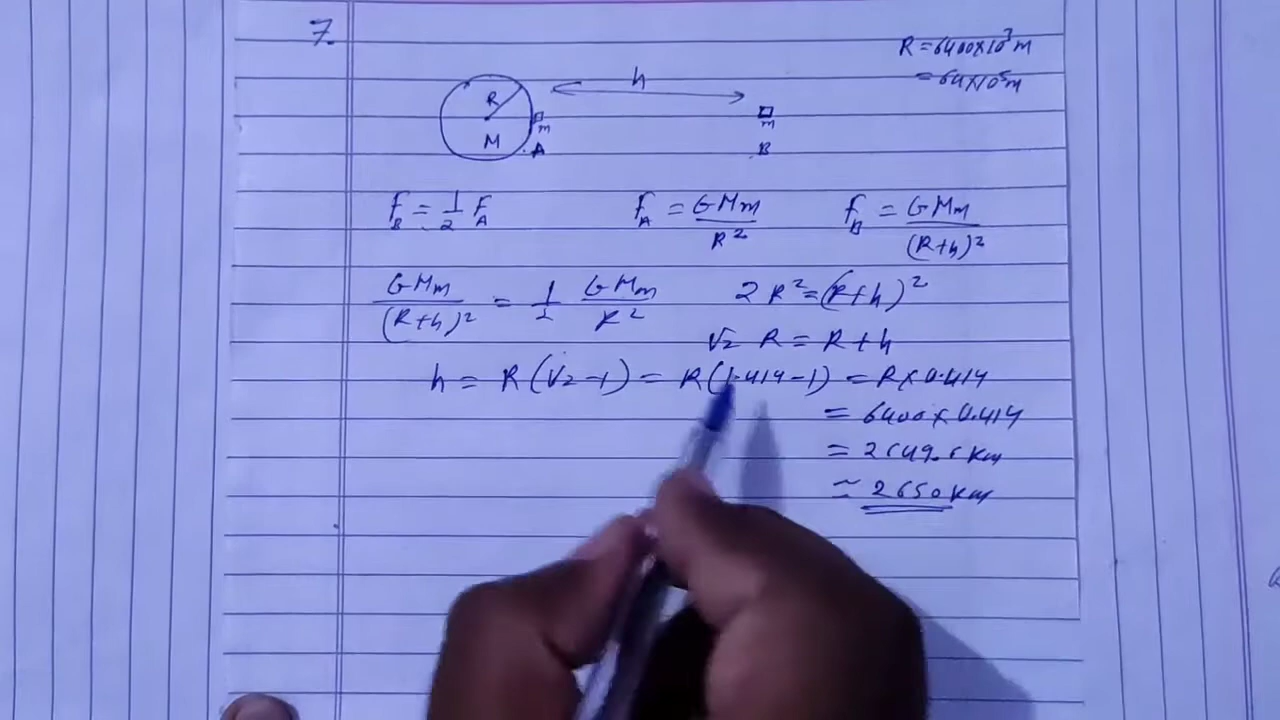 7.
R = 6400×10³ m
= 64×10⁵ m
h
R
m m
M
A B
F_B = 1/2 F_A F_A = GMm/R² F_B = GMm/(R+h)²
GMm/(R+h)² = 1/2 GMm/R² 2R² = (R+h)²
√2 R = R+h
h = R(√2-1) = R(1.414-1) = R×0.414
= 6400×0.414
= 2649.6 Km
≈ 2650 Km